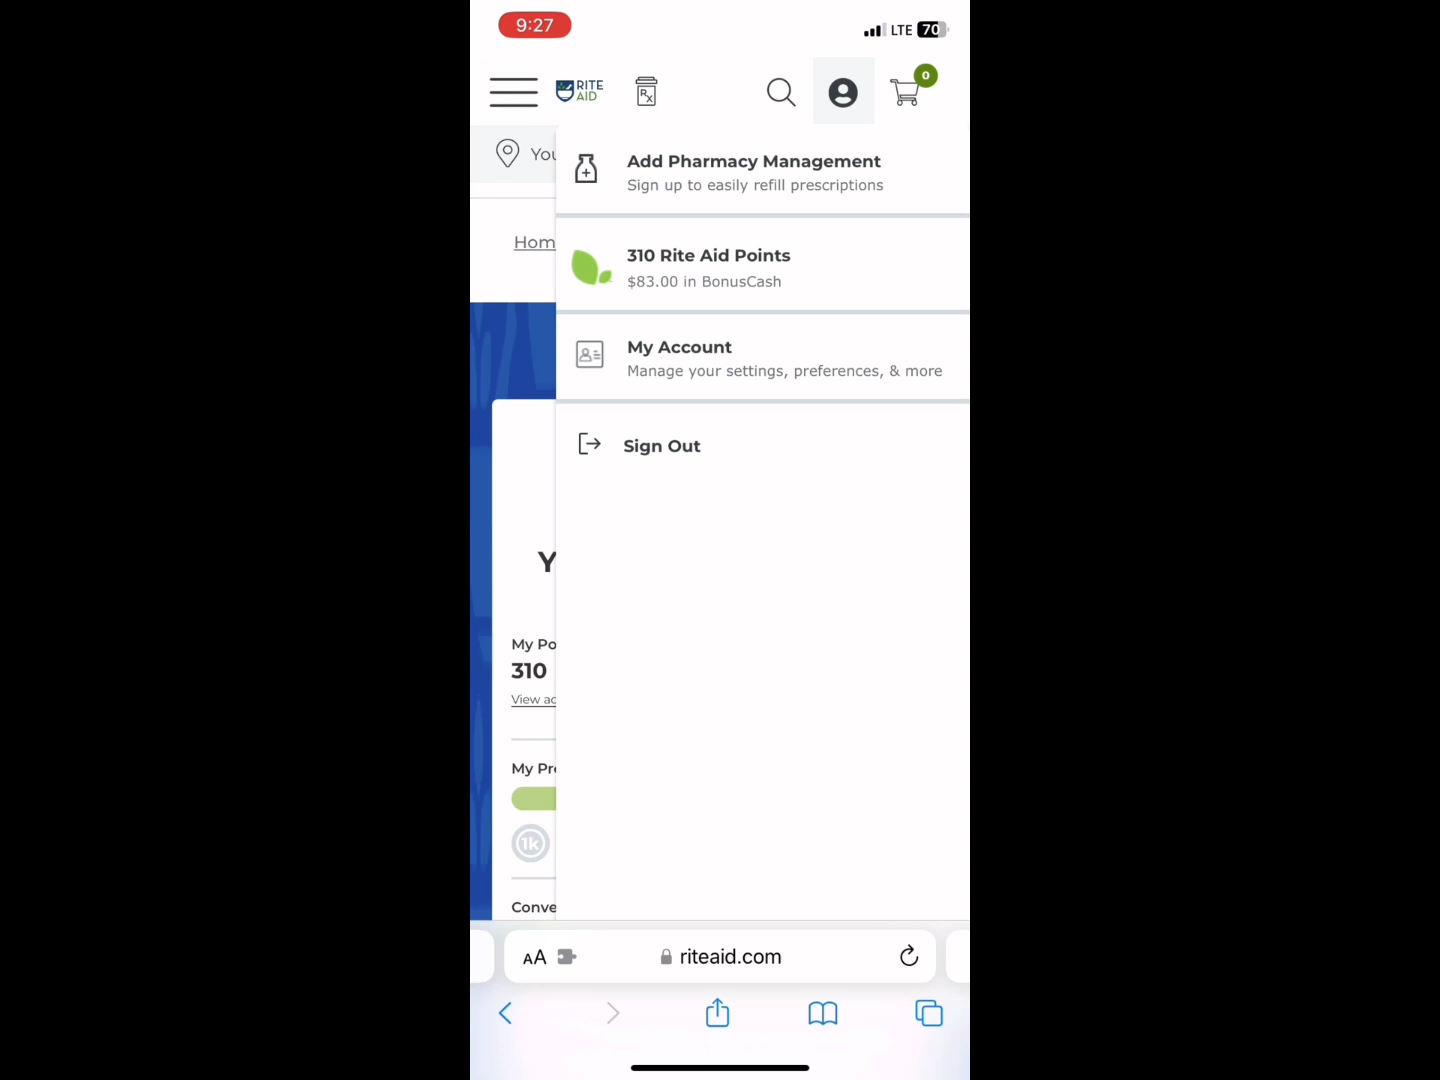 9:27
LTE 70
RITE
AID
Rx
0
You
Add Pharmacy Management
Sign up to easily refill prescriptions
Hom
310 Rite Aid Points
$83.00 in BonusCash
My Account
Manage your settings, preferences, & more
Sign Out
Y
My Po
310
View ac
My Pre
1k
Conve
AA
riteaid.com